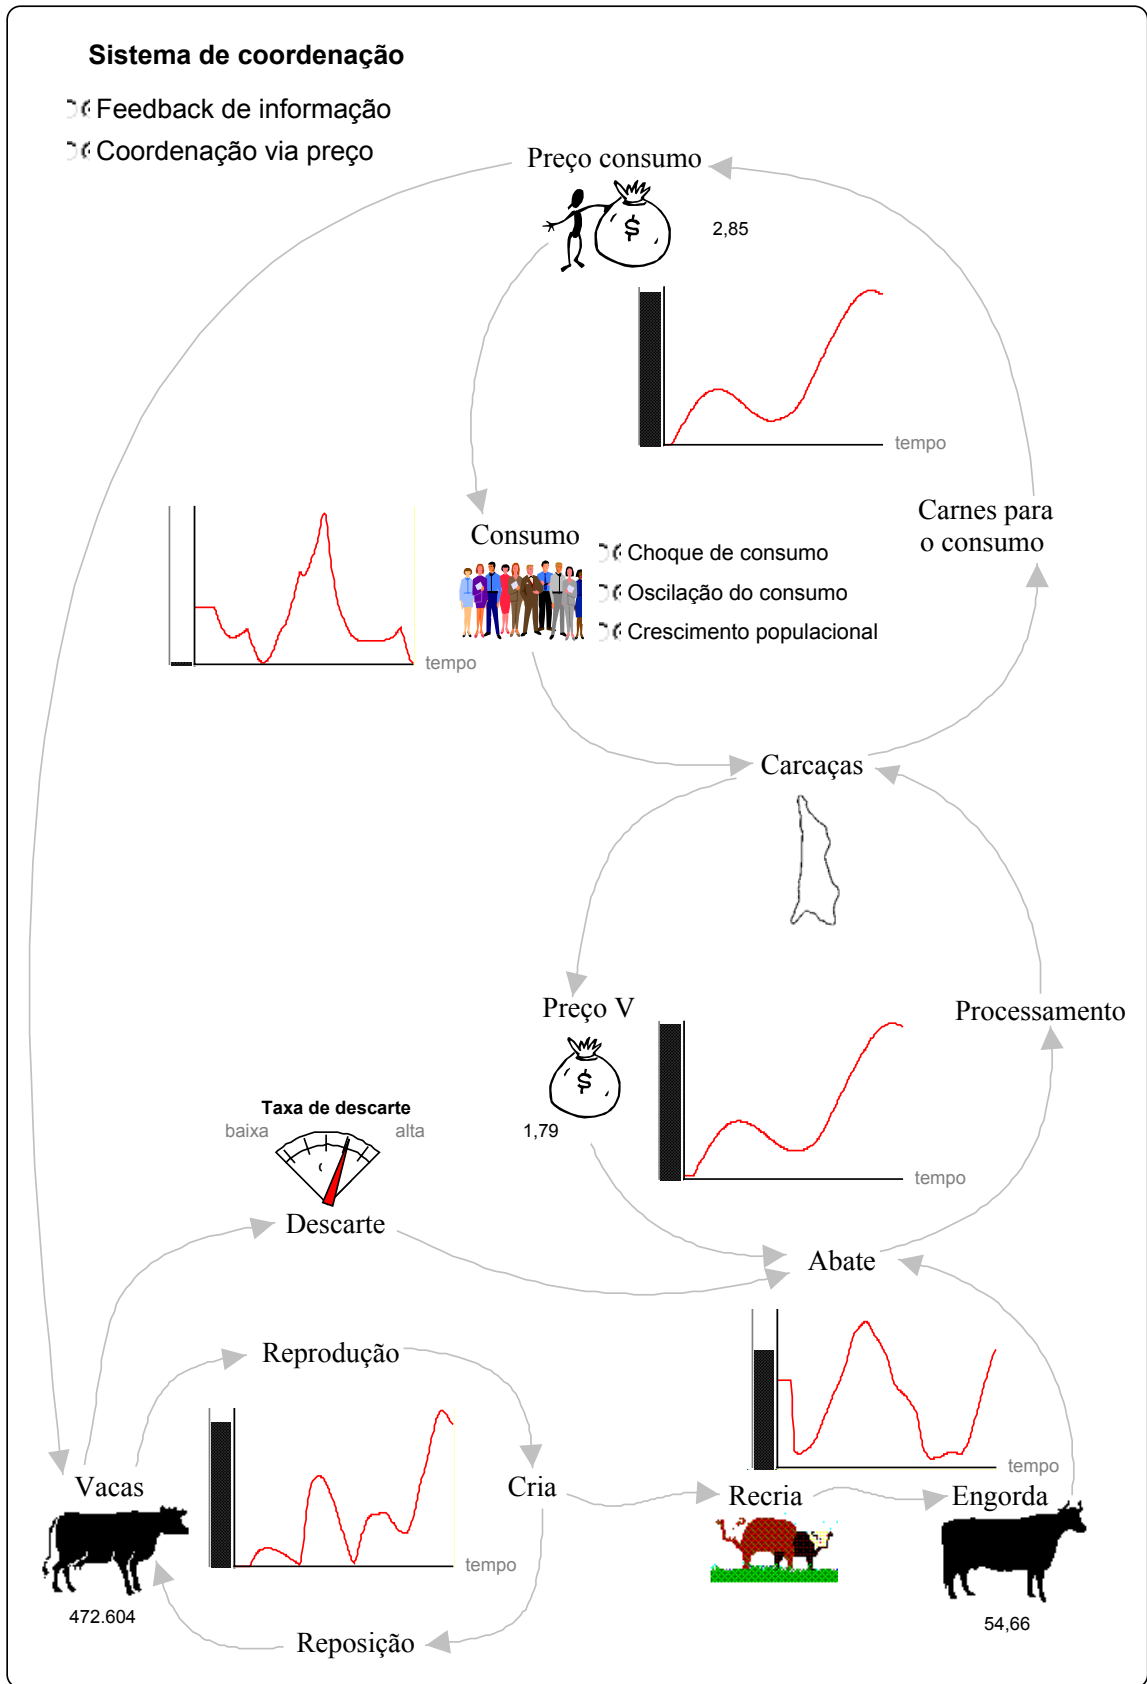 Sistema de coordenação
Feedback de informação
Coordenação via preço
Preço consumo
$
2,85
tempo
Carnes para
o consumo
Consumo
Choque de consumo
Oscilação do consumo
Crescimento populacional
tempo
Carcaças
Preço V
$
1,79
Processamento
tempo
Taxa de descarte
baixa
alta
Descarte
Abate
Reprodução
tempo
Vacas
Cria
Recria
Engorda
tempo
472.604
54,66
Reposição